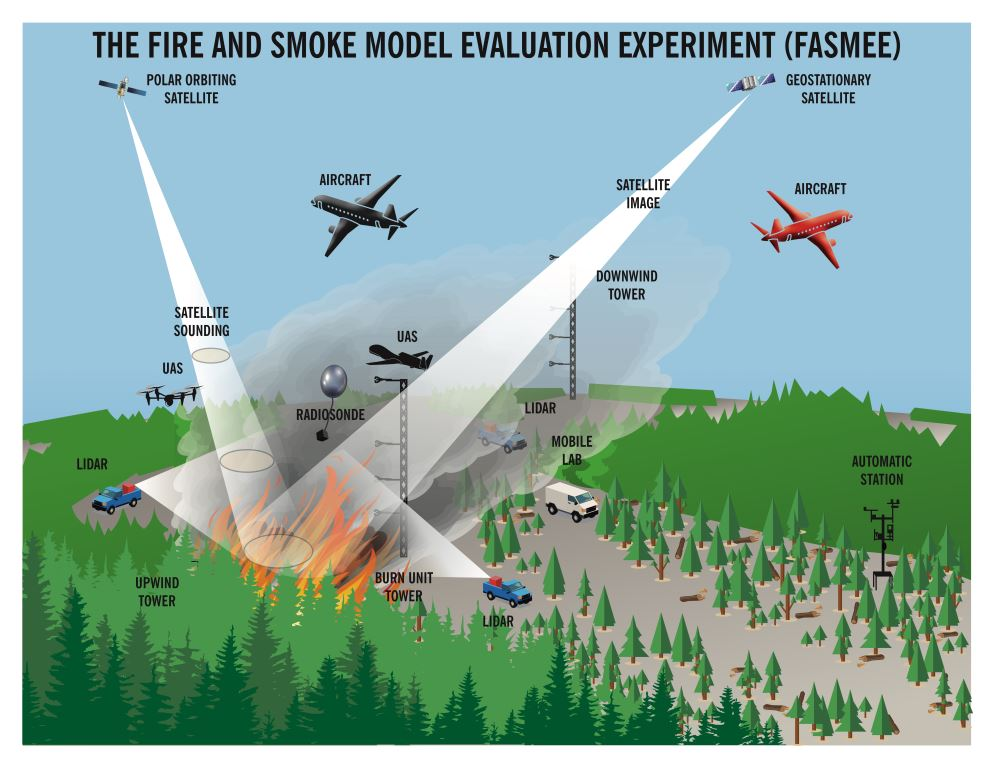 THE FIRE AND SMOKE MODEL EVALUATION EXPERIMENT (FASMEE)
POLAR ORBITING
SATELLITE
GEOSTATIONARY
SATELLITE
AIRCRAFT
SATELLITE
IMAGE
AIRCRAFT
DOWNWIND
TOWER
SATELLITE
SOUNDING
UAS
UAS
RADIOSONDE
LIDAR
MOBILE
LAB
LIDAR
AUTOMATIC
STATION
UPWIND
TOWER
BURN UNIT
TOWER
LIDAR